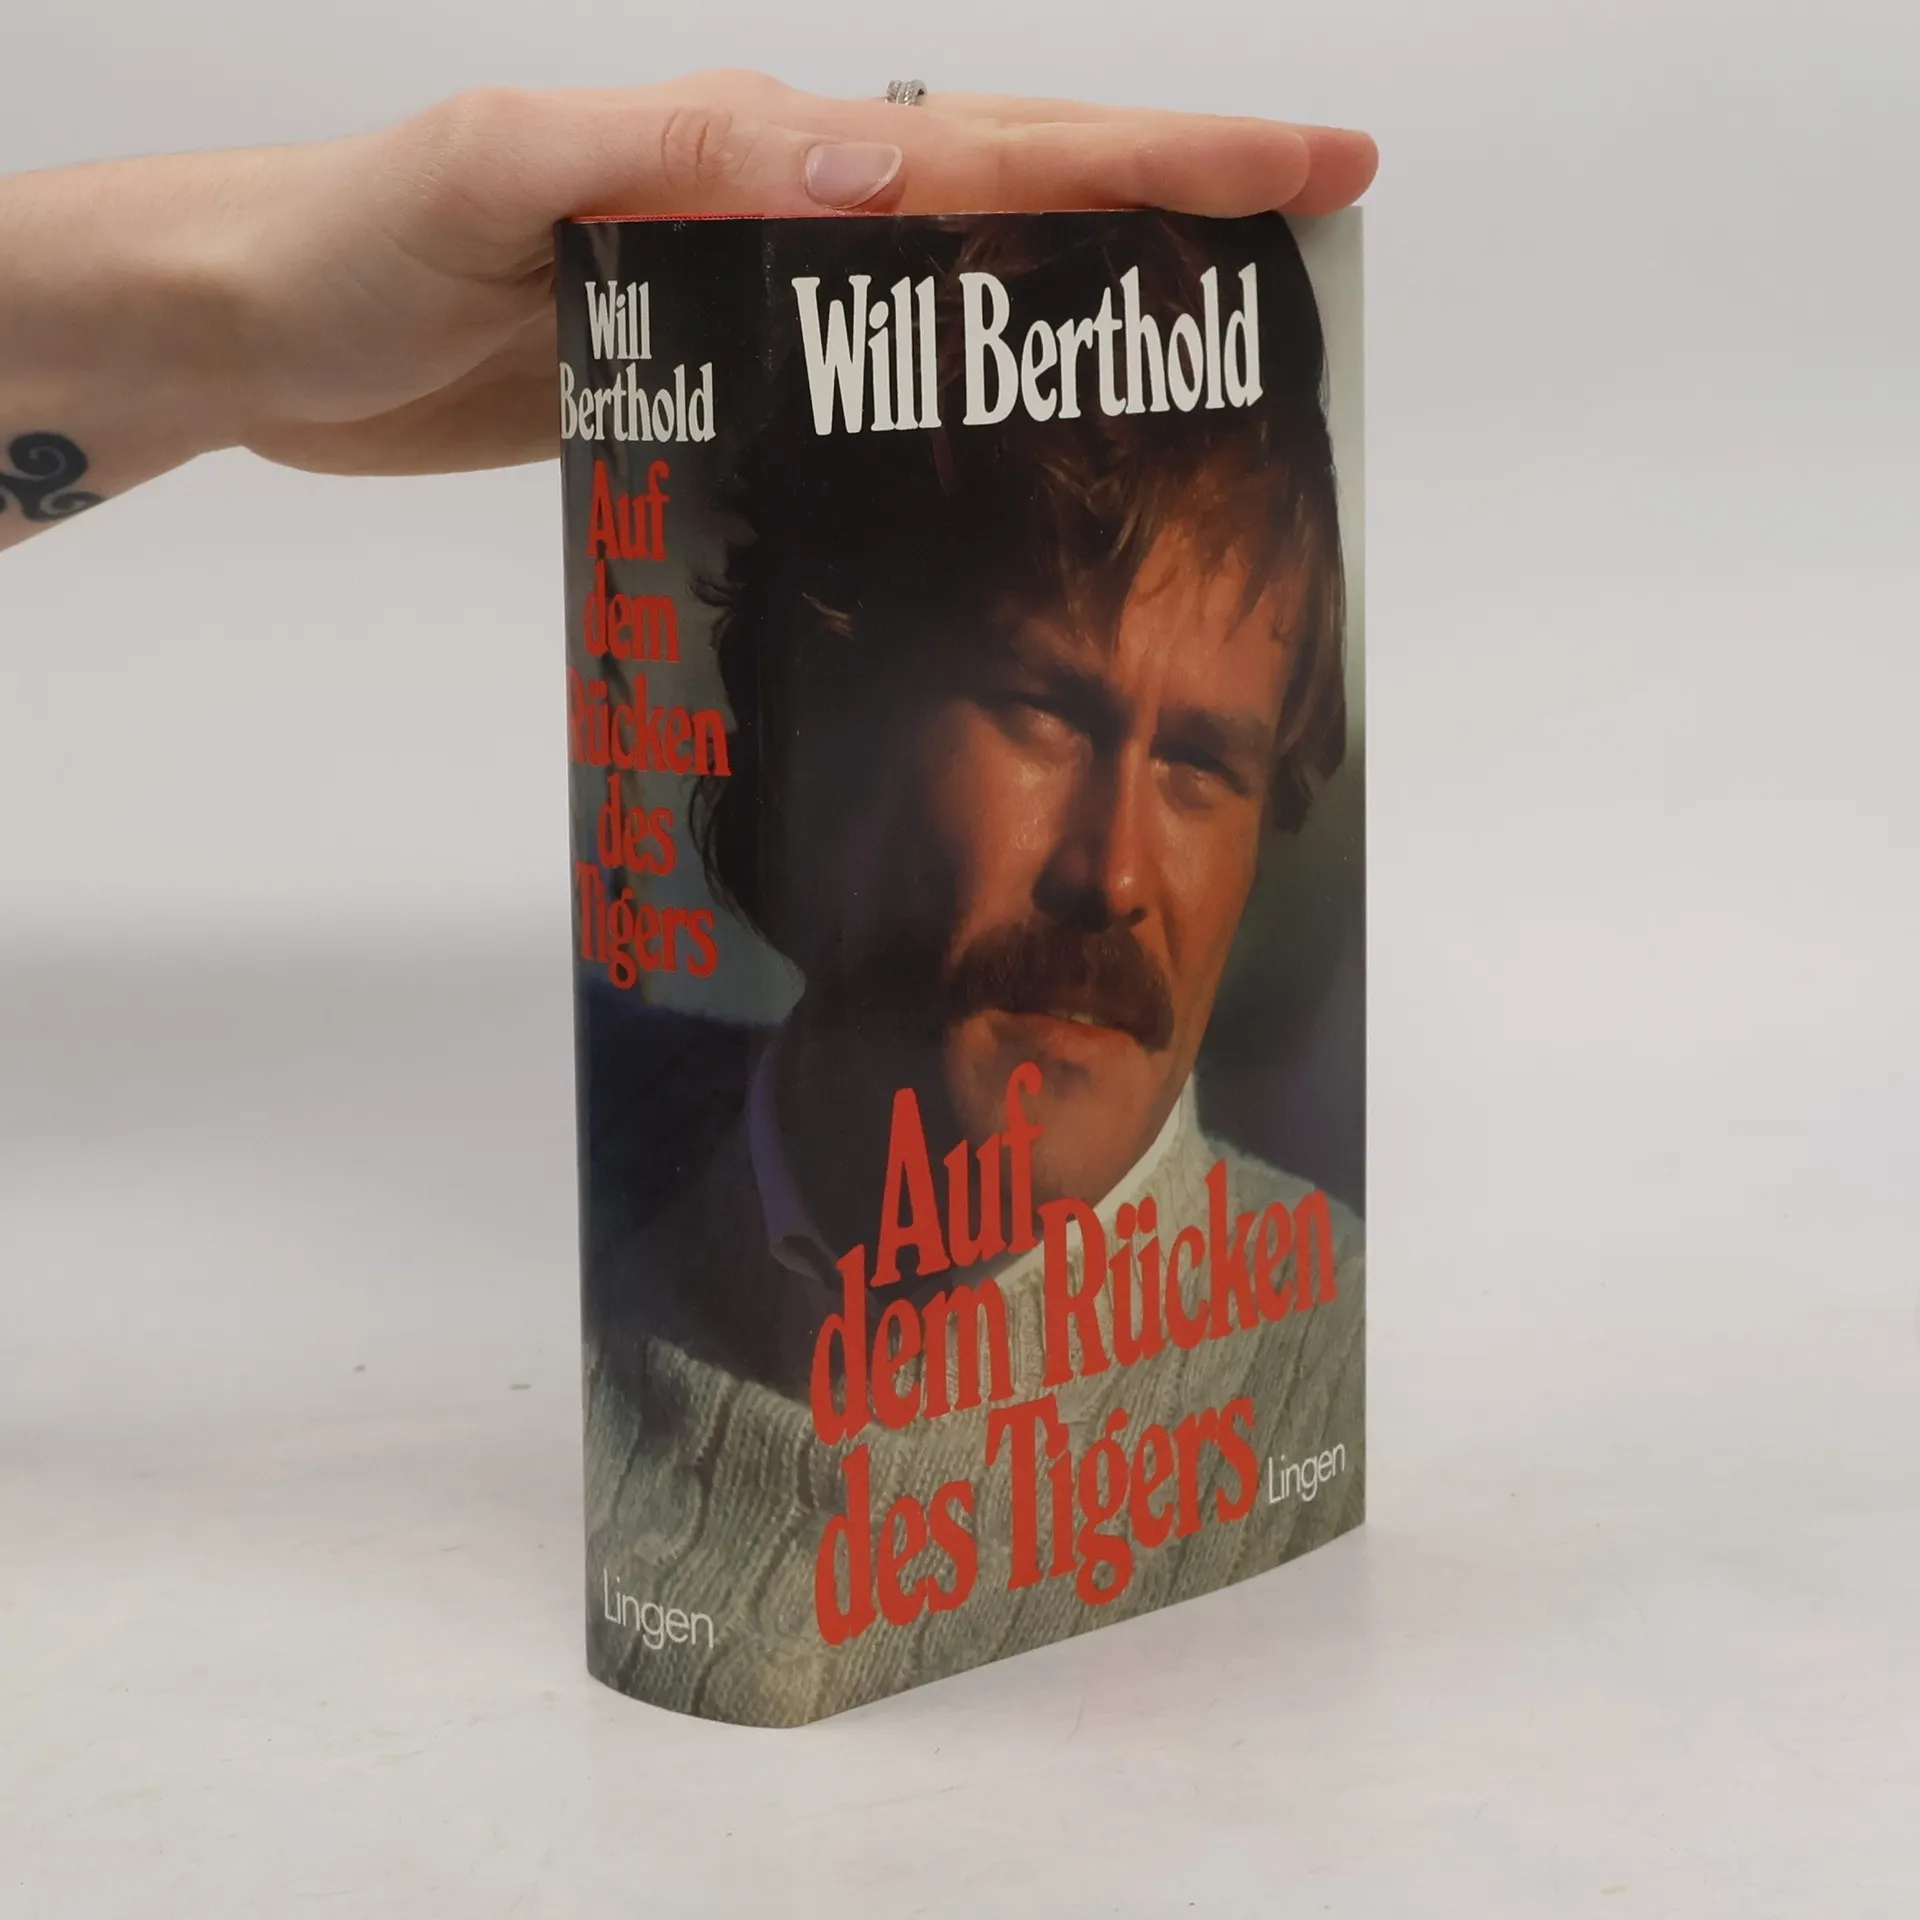 Will
Berthold
Auf
dem
Rücken
des
Tigers
Lingen
Will Berthold
Auf
dem Rücken
des Tigers
Lingen